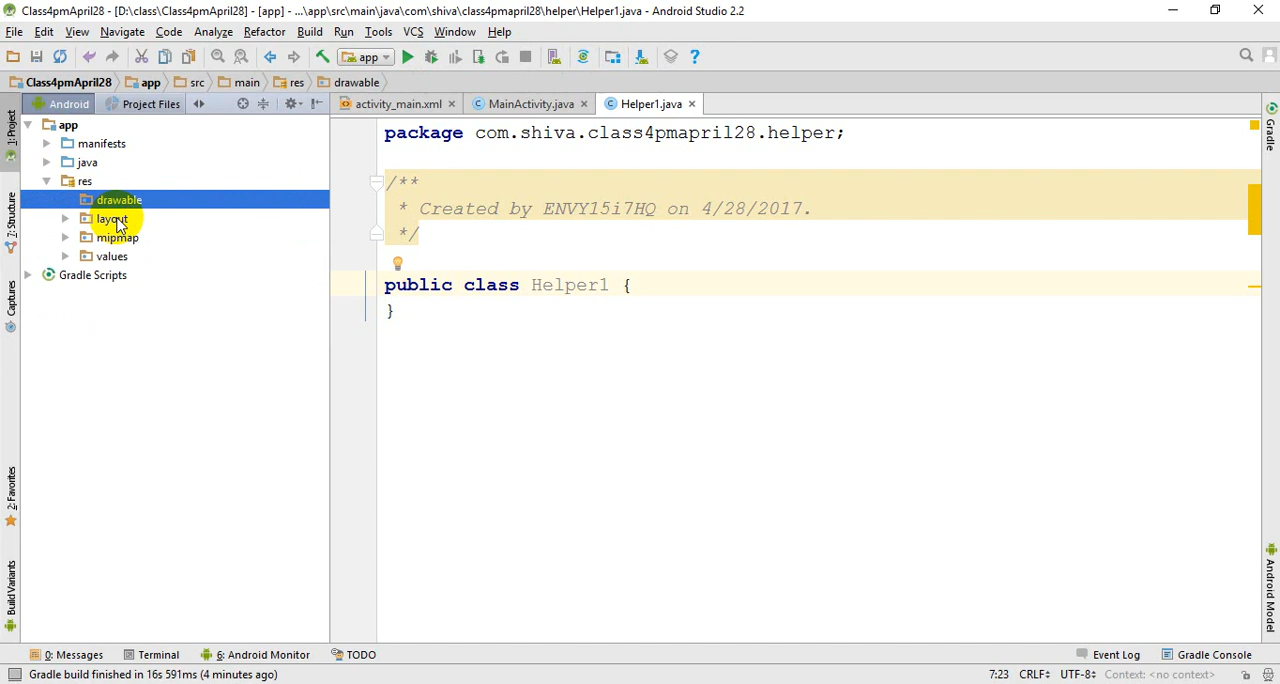 Class4pmApril28 - [D:\class\Class4pmApril28] - [app] - ...\app\src\main\java\com\shiva\class4pmapril28\helper\Helper1.java - Android Studio 2.2
File Edit View Navigate Code Analyze Refactor Build Run Tools VCS Window Help
app
Class4pmApril28 app src main res drawable
Android Project Files activity_main.xml MainActivity.java Helper1.java
1: Project
7: Structure
Captures
2: Favorites
Build Variants
app
manifests
java
res
drawable
layout
mipmap
values
Gradle Scripts
package com.shiva.class4pmapril28.helper;
/**
* Created by ENVY15i7HQ on 4/28/2017.
*/
public class Helper1 {
}
Gradle
Android Model
0: Messages Terminal 6: Android Monitor TODO Event Log Gradle Console
Gradle build finished in 16s 591ms (4 minutes ago) 7:23 CRLF UTF-8 Context: <no context>